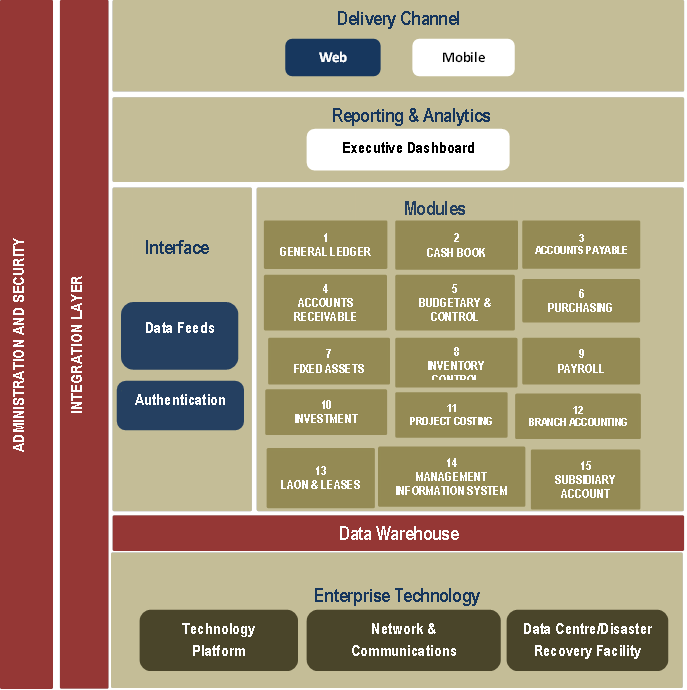 ADMINISTRATION AND SECURITY
INTEGRATION LAYER
Delivery Channel
Web
Mobile
Reporting & Analytics
Executive Dashboard
Interface
Data Feeds
Authentication
Modules
1
GENERAL LEDGER
2
CASH BOOK
3
ACCOUNTS PAYABLE
4
ACCOUNTS
RECEIVABLE
5
BUDGETARY &
CONTROL
6
PURCHASING
7
FIXED ASSETS
8
INVENTORY
CONTROL
9
PAYROLL
10
INVESTMENT
11
PROJECT COSTING
12
BRANCH ACCOUNTING
13
LAON & LEASES
14
MANAGEMENT
INFORMATION SYSTEM
15
SUBSIDIARY
ACCOUNT
Data Warehouse
Enterprise Technology
Technology
Platform
Network &
Communications
Data Centre/Disaster
Recovery Facility